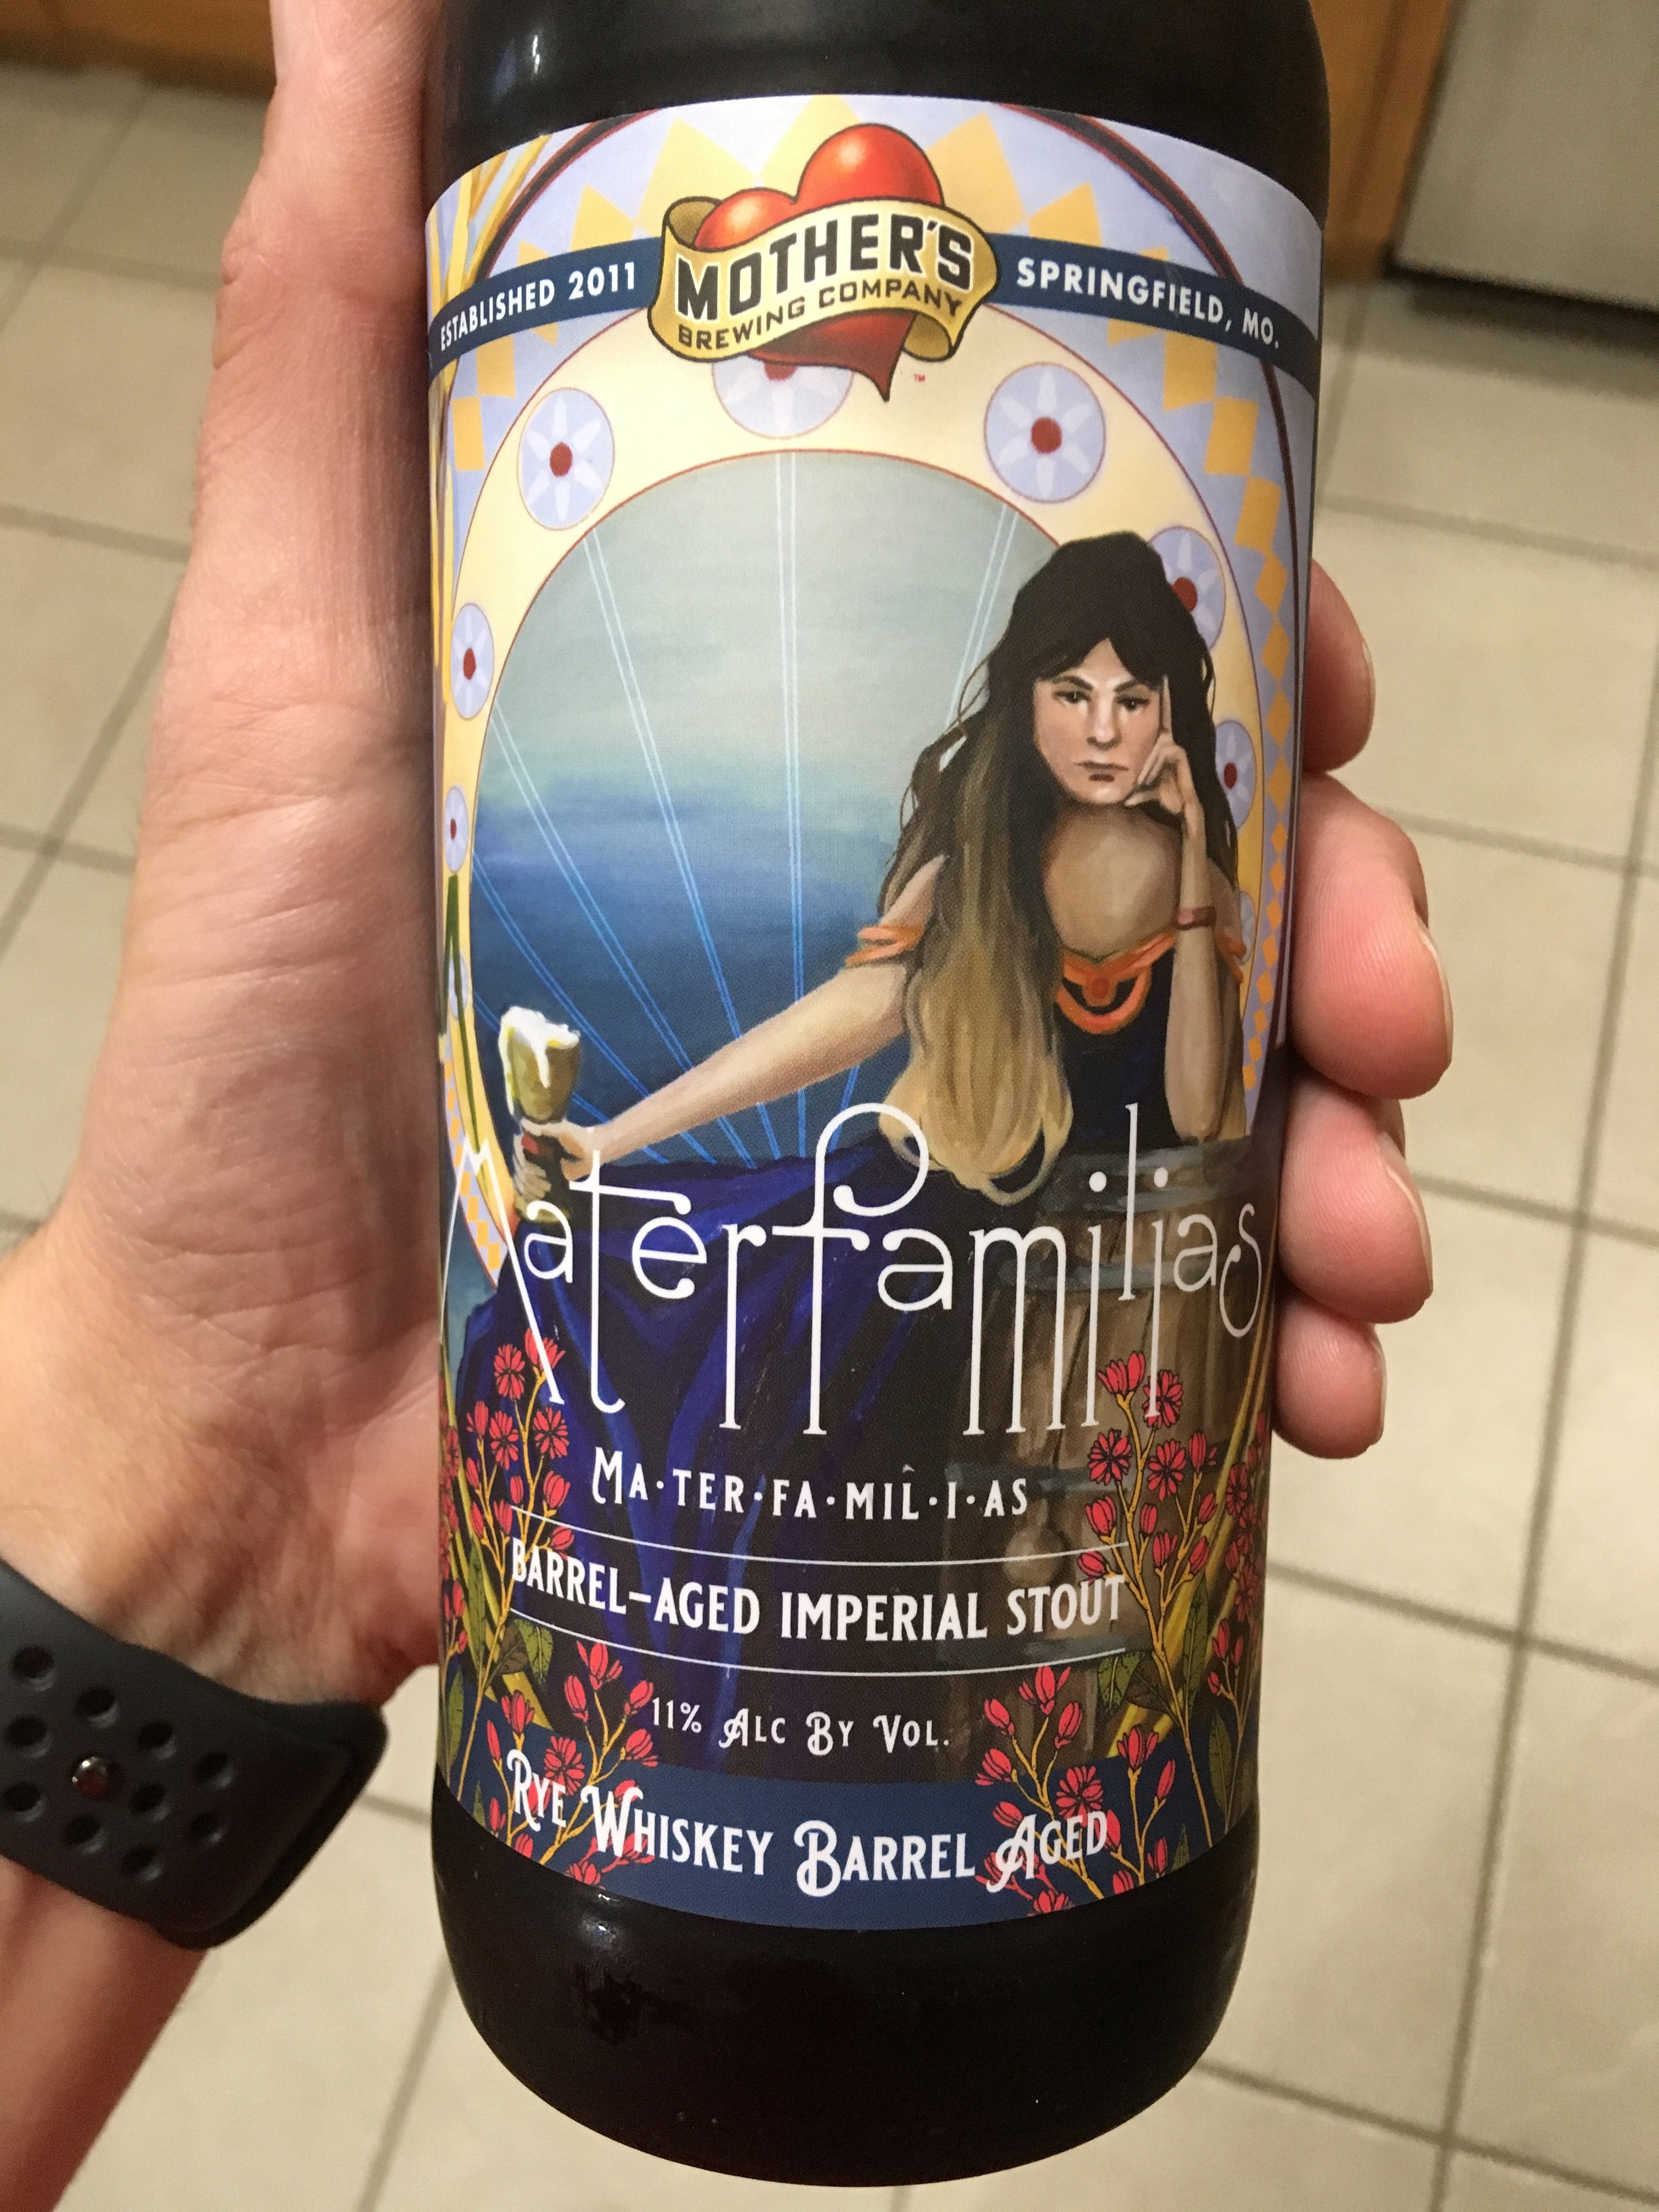 MOTHER'S
BREWING COMPANY
™
ESTABLISHED 2011
SPRINGFIELD, MO.
Materfamilias
MA·TER·FA·MIL·I·AS
BARREL-AGED IMPERIAL STOUT
11% ALC BY VOL.
RYE WHISKEY BARREL AGED